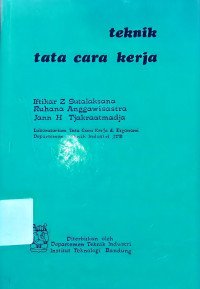 teknik
tata cara kerja
Iftikar Z Sutalaksana
Ruhana Anggawisastra
Jann H Tjakraatmadja
Laboratorium Tata Cara Kerja & Ergonomi
Departemen Teknik Industri ITB
Diterbitkan oleh
Departemen Teknik Industri
Institut Teknologi Bandung